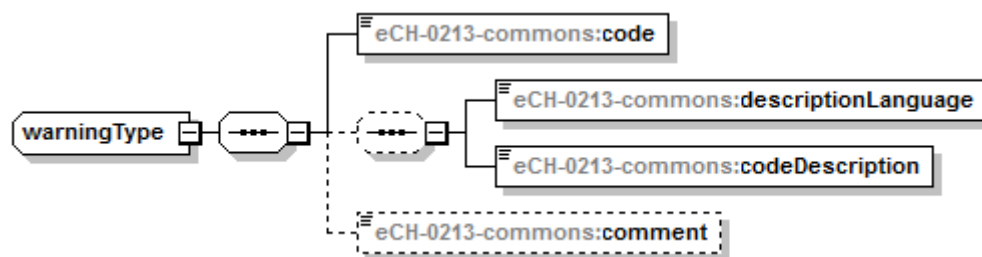 eCH-0213-commons:code
eCH-0213-commons:descriptionLanguage
warningType
eCH-0213-commons:codeDescription
eCH-0213-commons:comment